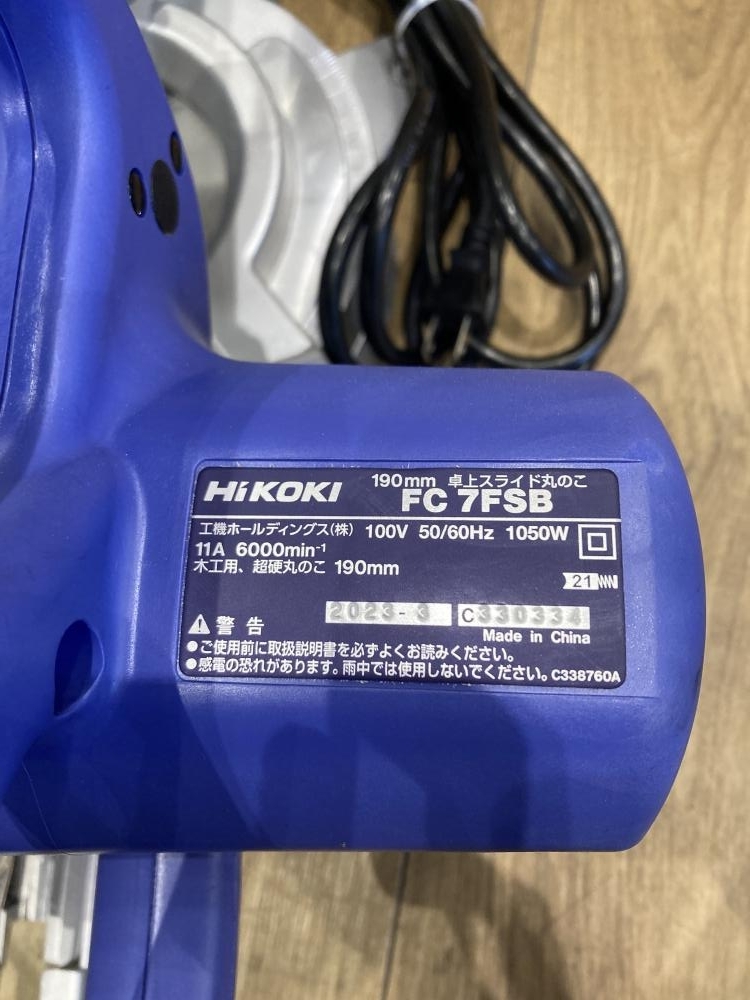 HiKOKI 190mm 卓上スライド丸のこ
FC 7FSB
工機ホールディングス(株) 100V 50/60Hz 1050W
11A 6000min-1
木工用、超硬丸のこ 190mm
21
2023-3 C330334
警告 Made in China
●ご使用前に取扱説明書を必ずよくお読みください。
●感電の恐れがあります。雨中では使用しないでください。C338760A